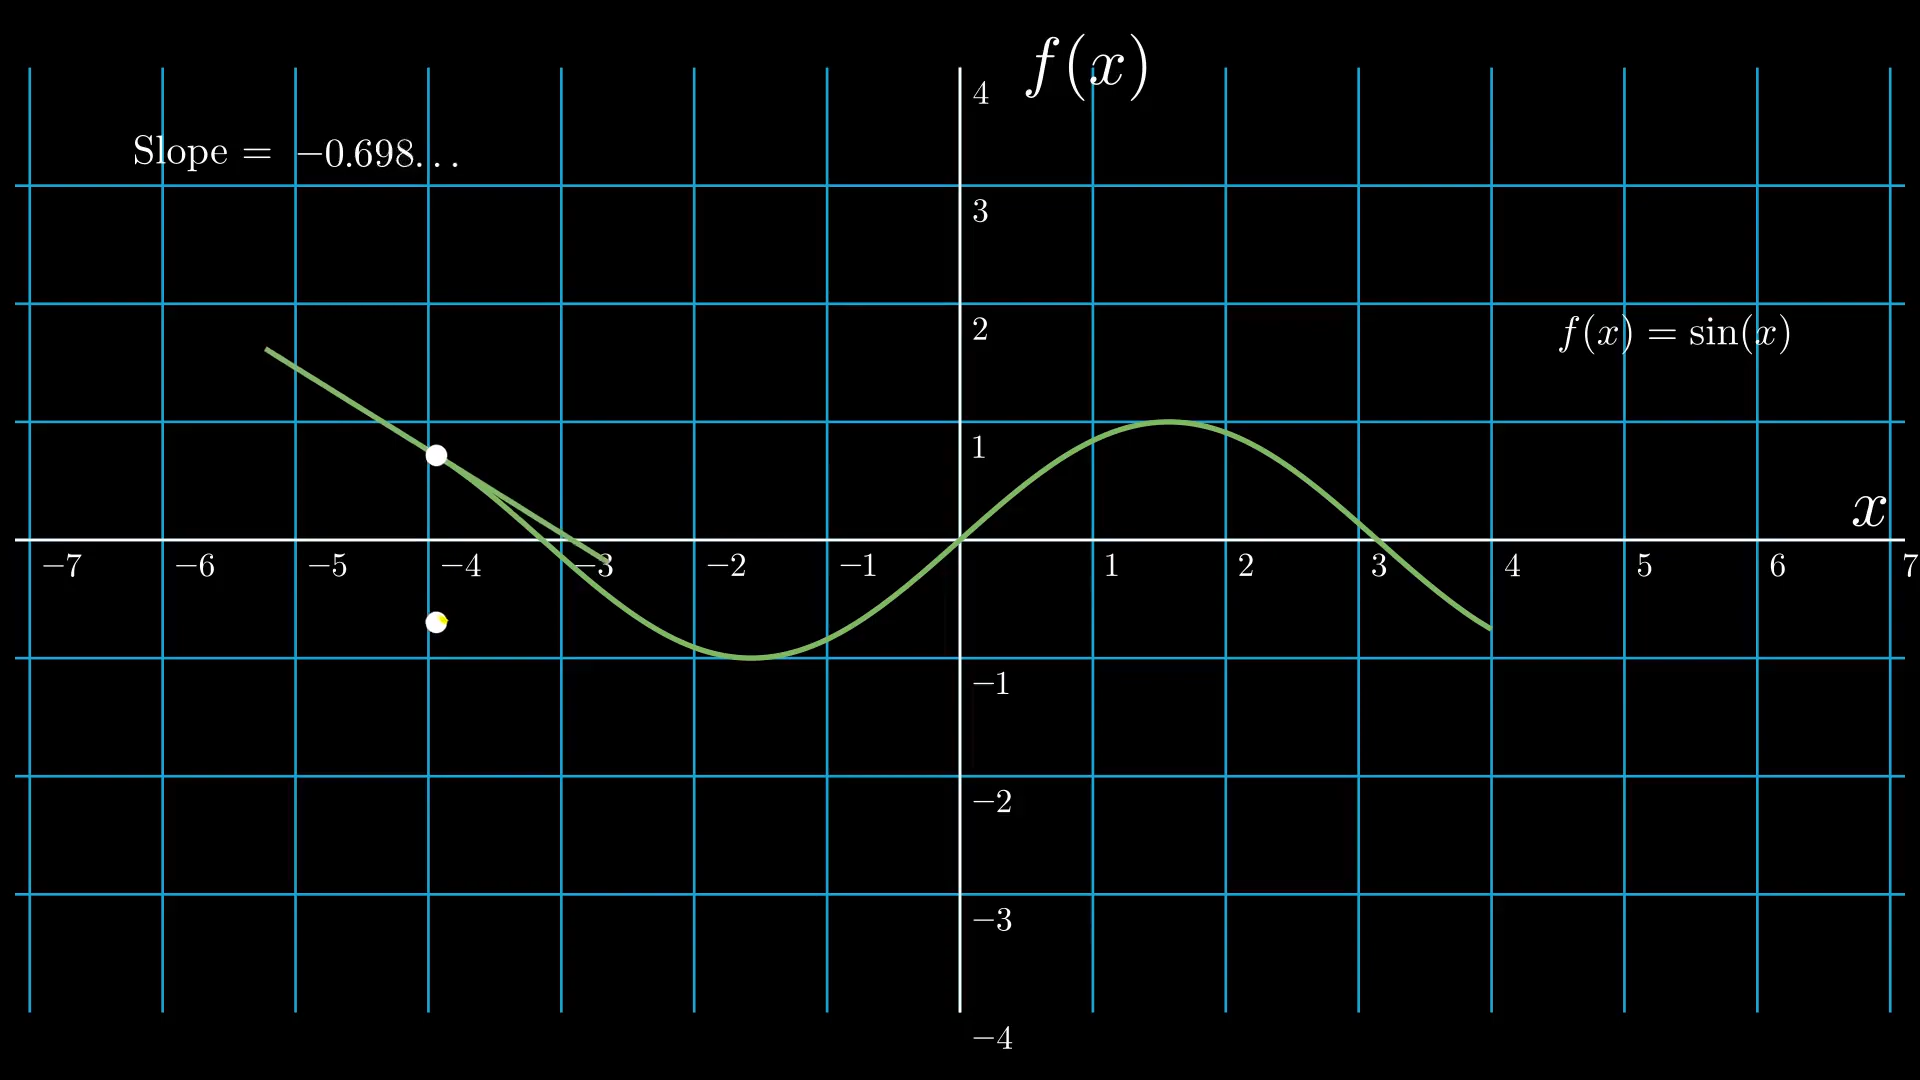 f(x)
4
Slope = −0.698...
3
2
f(x) = sin(x)
1
x
−7 −6 −5 −4 −3 −2 −1 1 2 3 4 5 6 7
−1
−2
−3
−4